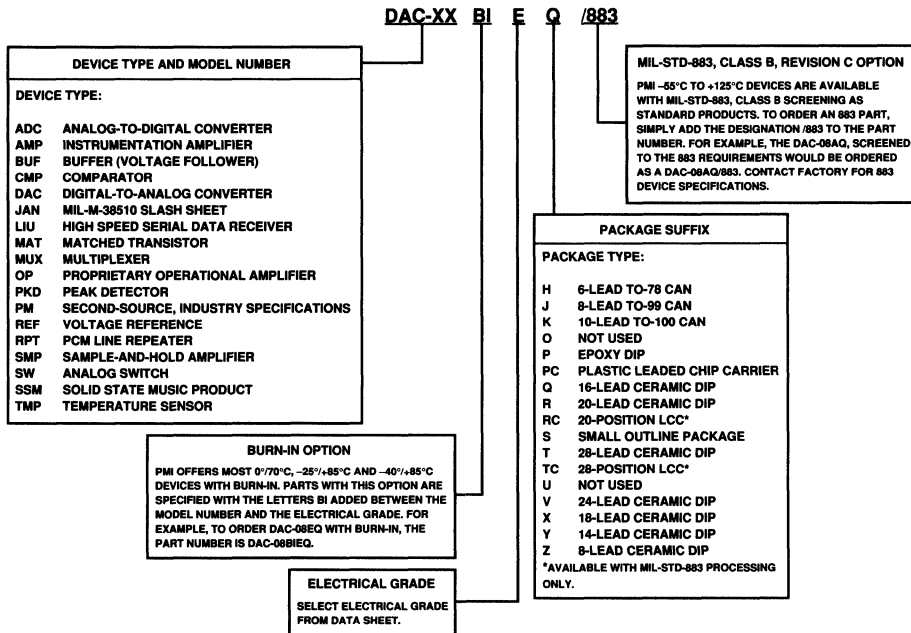 DAC-XX BI E Q /883
DEVICE TYPE AND MODEL NUMBER
DEVICE TYPE:
ADC ANALOG-TO-DIGITAL CONVERTER
AMP INSTRUMENTATION AMPLIFIER
BUF BUFFER (VOLTAGE FOLLOWER)
CMP COMPARATOR
DAC DIGITAL-TO-ANALOG CONVERTER
JAN MIL-M-38510 SLASH SHEET
LIU HIGH SPEED SERIAL DATA RECEIVER
MAT MATCHED TRANSISTOR
MUX MULTIPLEXER
OP PROPRIETARY OPERATIONAL AMPLIFIER
PKD PEAK DETECTOR
PM SECOND-SOURCE, INDUSTRY SPECIFICATIONS
REF VOLTAGE REFERENCE
RPT PCM LINE REPEATER
SMP SAMPLE-AND-HOLD AMPLIFIER
SW ANALOG SWITCH
SSM SOLID STATE MUSIC PRODUCT
TMP TEMPERATURE SENSOR
BURN-IN OPTION
PMI OFFERS MOST 0°/70°C, –25°/+85°C AND –40°/+85°C
DEVICES WITH BURN-IN. PARTS WITH THIS OPTION ARE
SPECIFIED WITH THE LETTERS BI ADDED BETWEEN THE
MODEL NUMBER AND THE ELECTRICAL GRADE. FOR
EXAMPLE, TO ORDER DAC-08EQ WITH BURN-IN, THE
PART NUMBER IS DAC-08BIEQ.
ELECTRICAL GRADE
SELECT ELECTRICAL GRADE
FROM DATA SHEET.
MIL-STD-883, CLASS B, REVISION C OPTION
PMI –55°C TO +125°C DEVICES ARE AVAILABLE
WITH MIL-STD-883, CLASS B SCREENING AS
STANDARD PRODUCTS. TO ORDER AN 883 PART,
SIMPLY ADD THE DESIGNATION /883 TO THE PART
NUMBER. FOR EXAMPLE, THE DAC-08AQ, SCREENED
TO THE 883 REQUIREMENTS WOULD BE ORDERED
AS A DAC-08AQ/883. CONTACT FACTORY FOR 883
DEVICE SPECIFICATIONS.
PACKAGE SUFFIX
PACKAGE TYPE:
H 6-LEAD TO-78 CAN
J 8-LEAD TO-99 CAN
K 10-LEAD TO-100 CAN
O NOT USED
P EPOXY DIP
PC PLASTIC LEADED CHIP CARRIER
Q 16-LEAD CERAMIC DIP
R 20-LEAD CERAMIC DIP
RC 20-POSITION LCC*
S SMALL OUTLINE PACKAGE
T 28-LEAD CERAMIC DIP
TC 28-POSITION LCC*
U NOT USED
V 24-LEAD CERAMIC DIP
X 18-LEAD CERAMIC DIP
Y 14-LEAD CERAMIC DIP
Z 8-LEAD CERAMIC DIP
*AVAILABLE WITH MIL-STD-883 PROCESSING
ONLY.